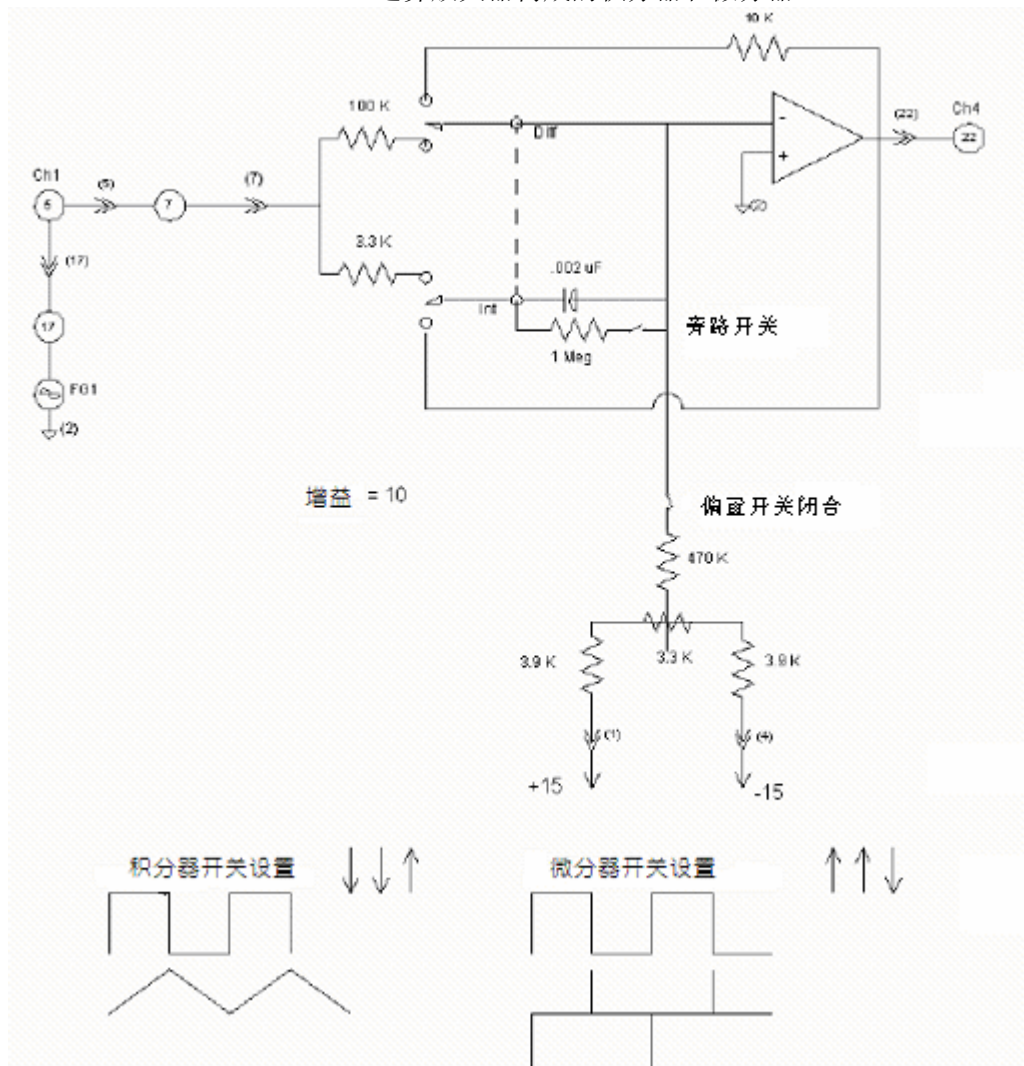 10 K
100 K
Diff
-
+
(2)
(22)
Ch4
22
Ch1
6
(5)
7
(7)
3.3 K
.002 uF
Int
1 Meg
旁路开关
(17)
17
FG1
(2)
增益 = 10
偏置开关闭合
470 K
3.9 K
3.3 K
3.9 K
(1)
(4)
+15
-15
积分器开关设置
微分器开关设置